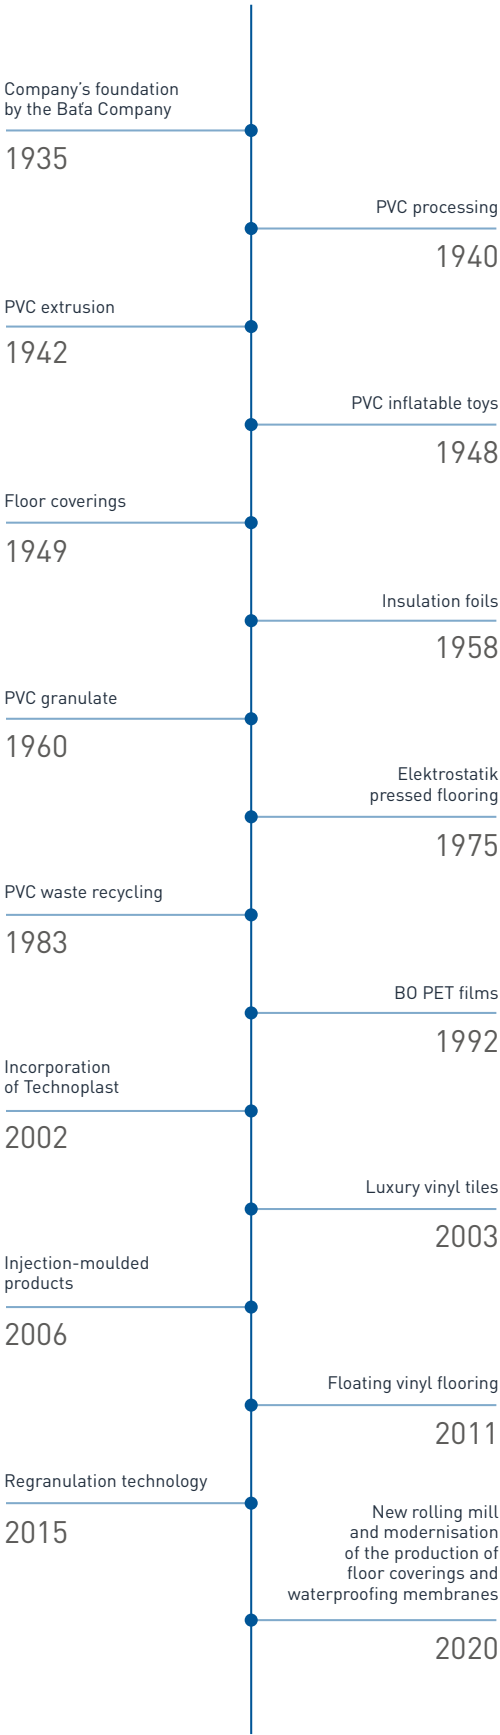 Company's foundation
by the Baťa Company
1935
PVC processing
1940
PVC extrusion
1942
PVC inflatable toys
1948
Floor coverings
1949
Insulation foils
1958
PVC granulate
1960
Elektrostatik
pressed flooring
1975
PVC waste recycling
1983
BO PET films
1992
Incorporation
of Technoplast
2002
Luxury vinyl tiles
2003
Injection-moulded
products
2006
Floating vinyl flooring
2011
Regranulation technology
2015
New rolling mill
and modernisation
of the production of
floor coverings and
waterproofing membranes
2020